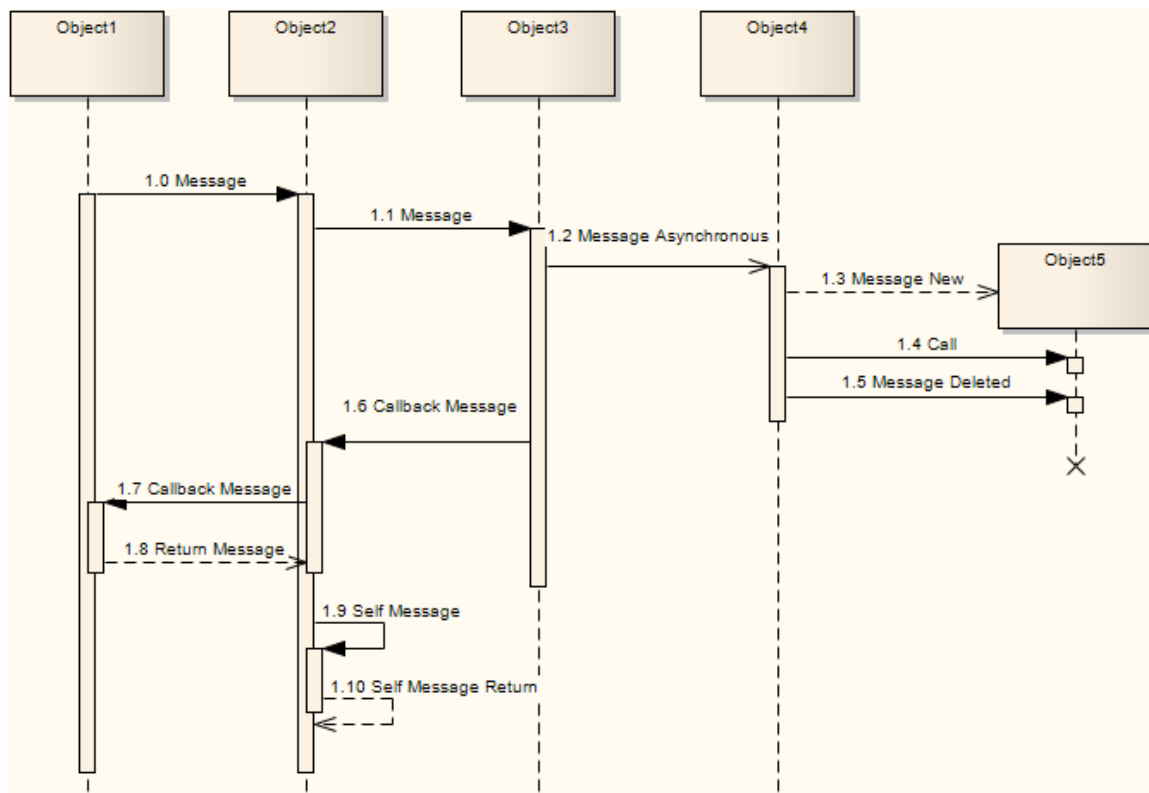 Object1
Object2
Object3
Object4
1.0 Message
1.1 Message
1.2 Message Asynchronous
Object5
1.3 Message New
1.4 Call
1.5 Message Deleted
1.6 Callback Message
1.7 Callback Message
1.8 Return Message
1.9 Self Message
1.10 Self Message Return